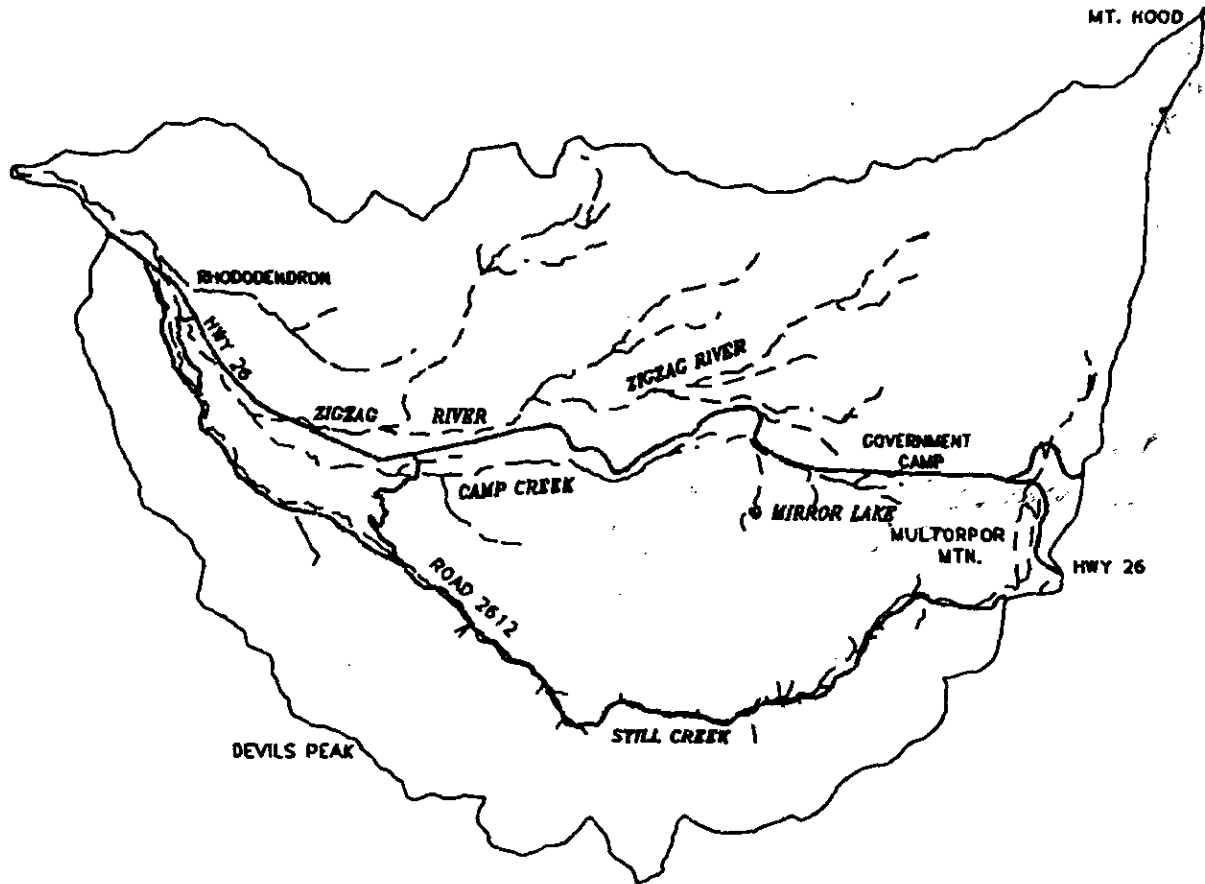 MT. HOOD
RHODODENDRON
HWY 26
ZIGZAG RIVER
ZIGZAG RIVER
GOVERNMENT
CAMP
CAMP CREEK
MIRROR LAKE
MULTORPOR
MTN.
HWY 26
ROAD 2612
STILL CREEK
DEVILS PEAK